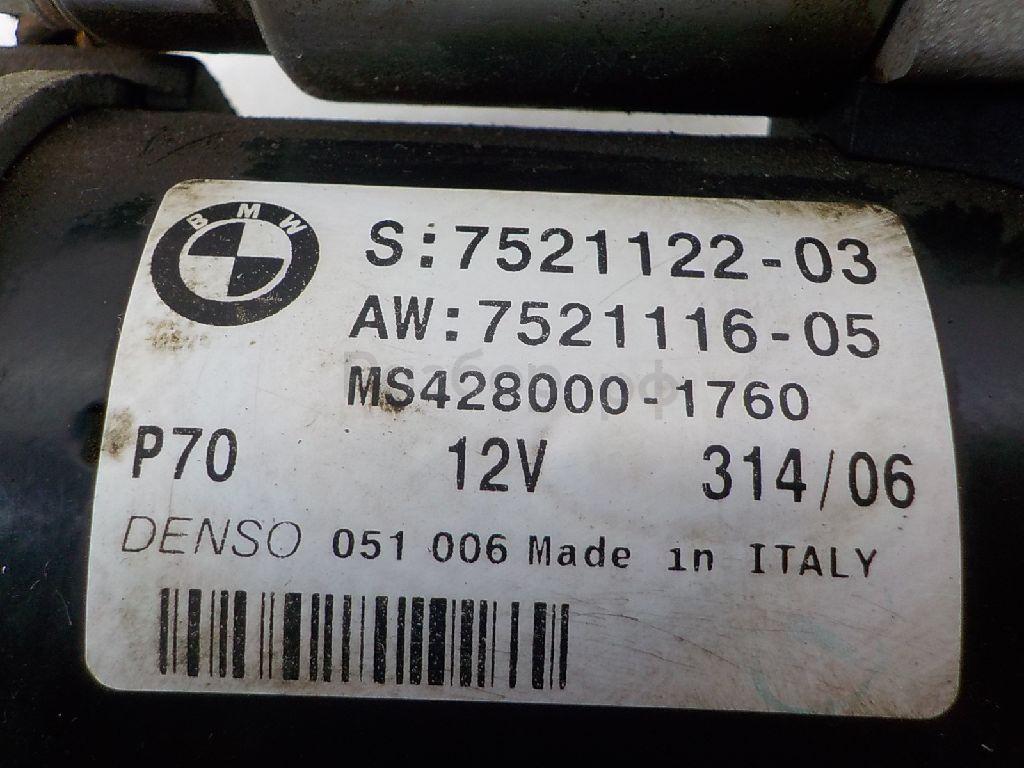 BMW
S:7521122-03
AW:7521116-05
MS428000-1760
P70 12V 314/06
DENSO 051 006 Made in ITALY